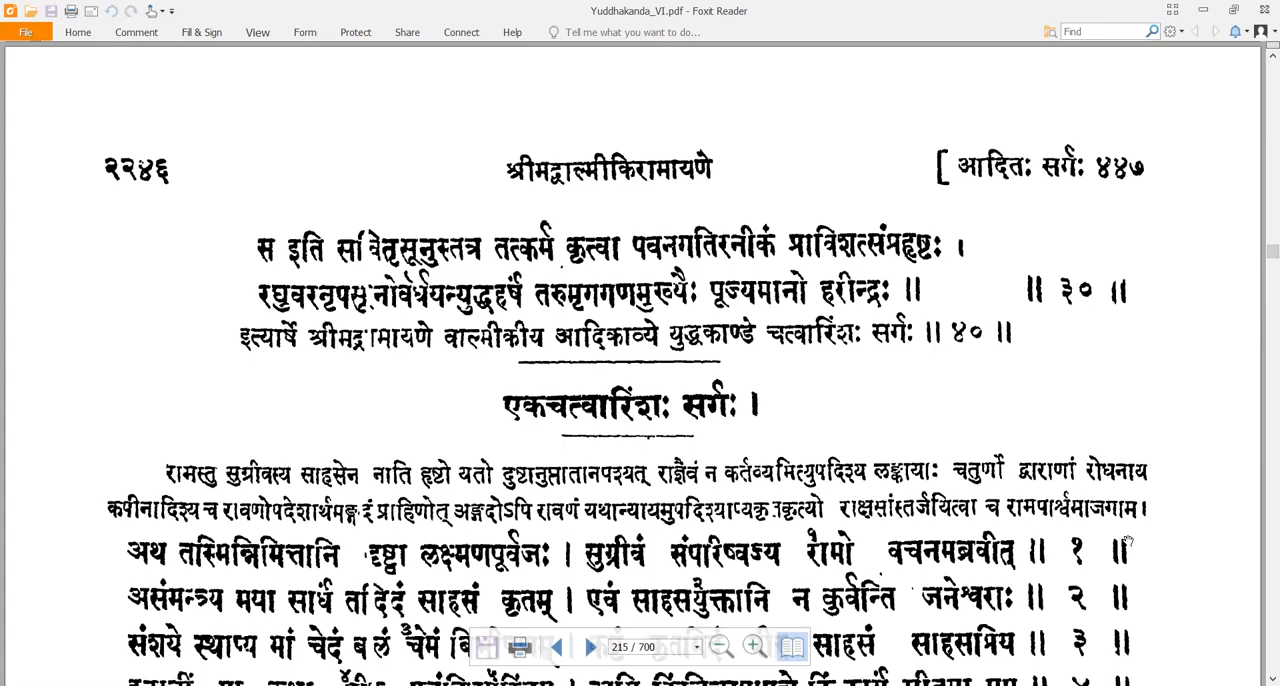 Yuddhakanda_VI.pdf - Foxit Reader
File Home Comment Fill & Sign View Form Protect Share Connect Help Tell me what you want to do... Find
२२४६ श्रीमद्वाल्मीकिरामायणे [ आदितः सर्गः ४४७
स इति सवितृसूनुस्तत्र तत्कर्म कृत्वा पवनगतिरनीकं प्राविशत्संप्रहृष्टः ।
रघुवरनृपसूनोर्वर्धयन्युद्धहर्षं तरुमृगगणमुख्यैः पूज्यमानो हरीन्द्रः ॥ ॥ ३० ॥
इत्यार्षे श्रीमद्रामायणे वाल्मीकीय आदिकाव्ये युद्धकाण्डे चत्वारिंशः सर्गः ॥ ४० ॥
एकचत्वारिंशः सर्गः ।
रामस्तु सुग्रीवस्य साहसेन नाति हृष्टो यतो दुष्टानुत्पातानपश्यत् राज्ञैवं न कर्तव्यमित्युपदिश्य लङ्कायाः चतुर्णां द्वाराणां रोधनाय
कपीनादिश्य च रावणोपदेशार्थमङ्गदं प्राहिणोत् अङ्गदोऽपि रावणं यथान्यायमुपदिश्याप्यकृतकृत्यो राक्षसांस्तर्जयित्वा च रामपार्श्वमाजगाम।
अथ तस्मिन्निमित्तानि दृष्ट्वा लक्ष्मणपूर्वजः । सुग्रीवं संपरिष्वज्य रामो वचनमब्रवीत् ॥ १ ॥
असंमन्त्र्य मया सार्धं तदिदं साहसं कृतम् । एवं साहसयुक्तानि न कुर्वन्ति जनेश्वराः ॥ २ ॥
संशये स्थाप्य मां चेदं बलं चेमं साहसं साहसप्रिय ॥ ३ ॥
215 / 700